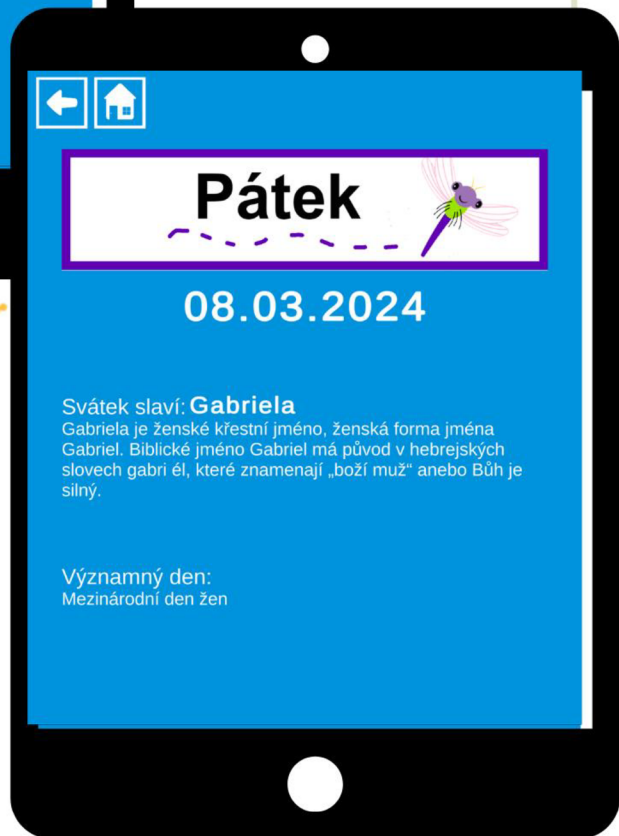 Pátek
08.03.2024
Svátek slaví: Gabriela
Gabriela je ženské křestní jméno, ženská forma jména
Gabriel. Biblické jméno Gabriel má původ v hebrejských
slovech gabri él, které znamenají „boží muž“ anebo Bůh je
silný.
Významný den:
Mezinárodní den žen